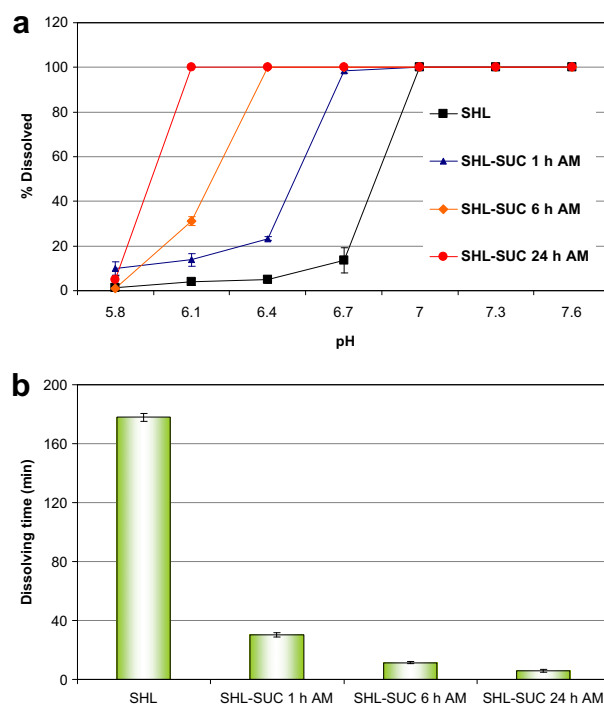 a
120
100
80
60
40
20
0
% Dissolved
SHL
SHL-SUC 1 h AM
SHL-SUC 6 h AM
SHL-SUC 24 h AM
5.8 6.1 6.4 6.7 7 7.3 7.6
pH
b
200
160
120
80
40
0
Dissolving time (min)
SHL SHL-SUC 1 h AM SHL-SUC 6 h AM SHL-SUC 24 h AM